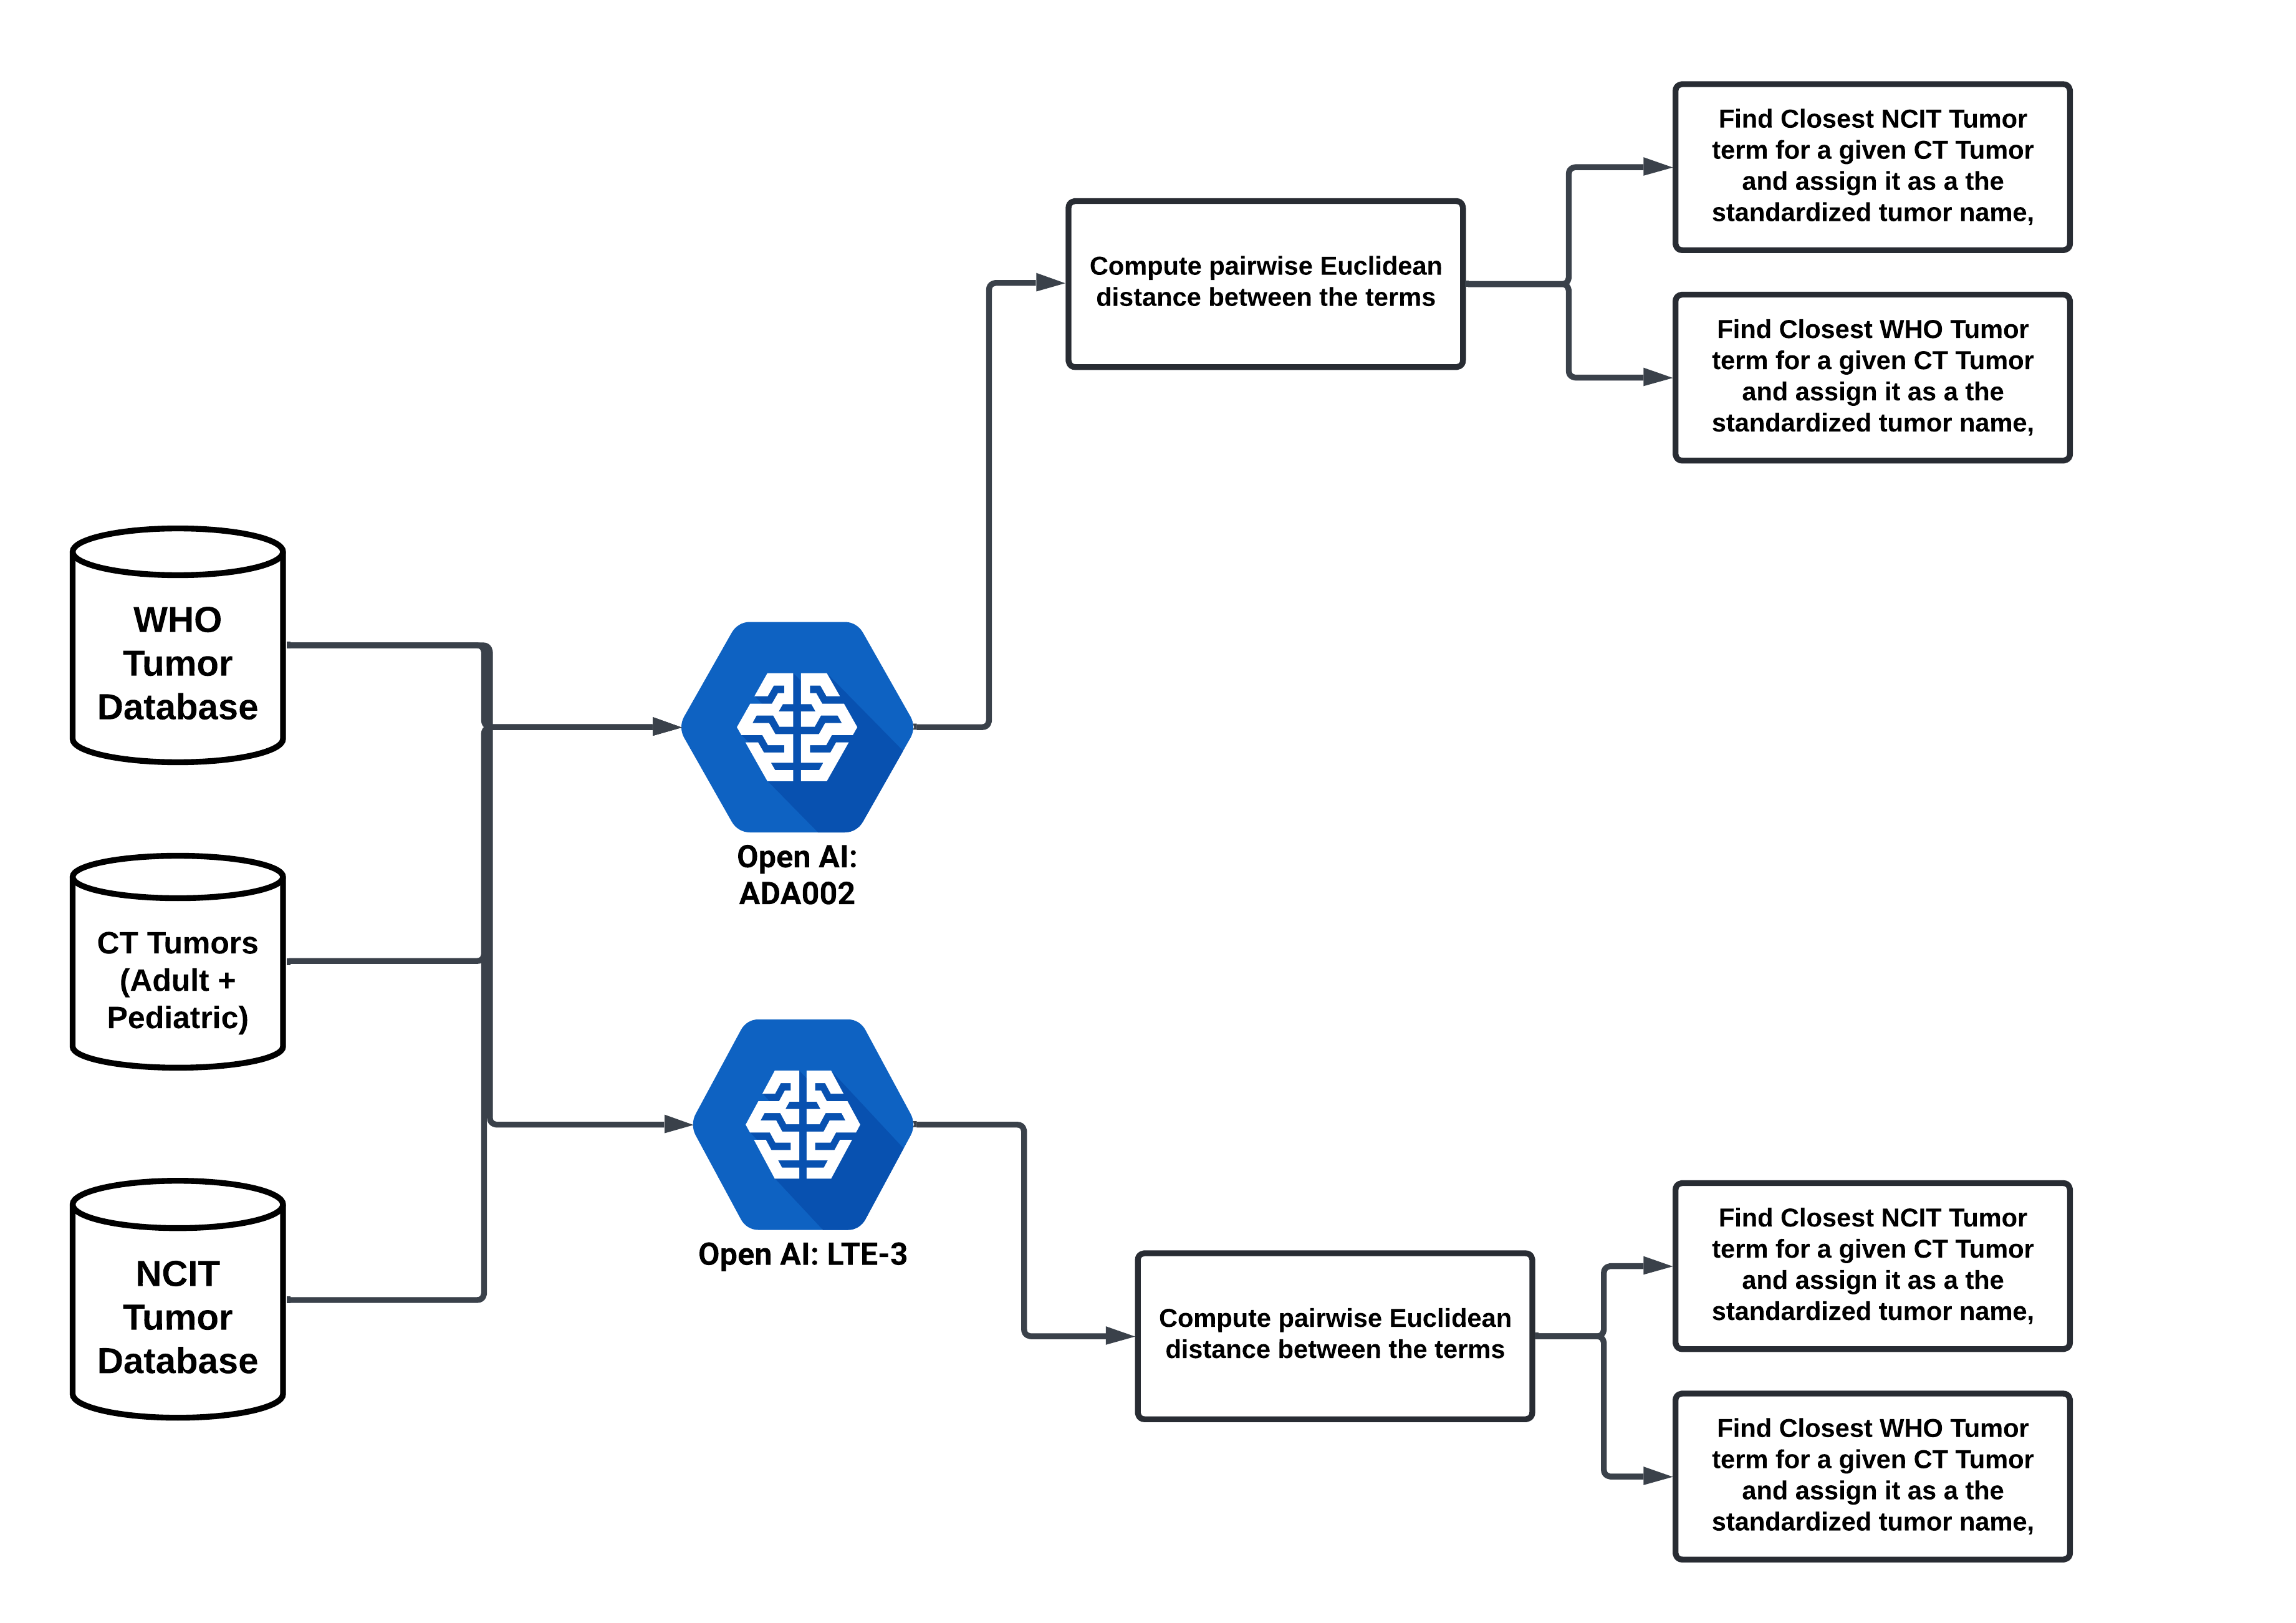 WHO
Tumor
Database
CT Tumors
(Adult +
Pediatric)
NCIT
Tumor
Database
Open AI:
ADA002
Open AI: LTE-3
Compute pairwise Euclidean
distance between the terms
Find Closest NCIT Tumor
term for a given CT Tumor
and assign it as a the
standardized tumor name,
Find Closest WHO Tumor
term for a given CT Tumor
and assign it as a the
standardized tumor name,
Compute pairwise Euclidean
distance between the terms
Find Closest NCIT Tumor
term for a given CT Tumor
and assign it as a the
standardized tumor name,
Find Closest WHO Tumor
term for a given CT Tumor
and assign it as a the
standardized tumor name,